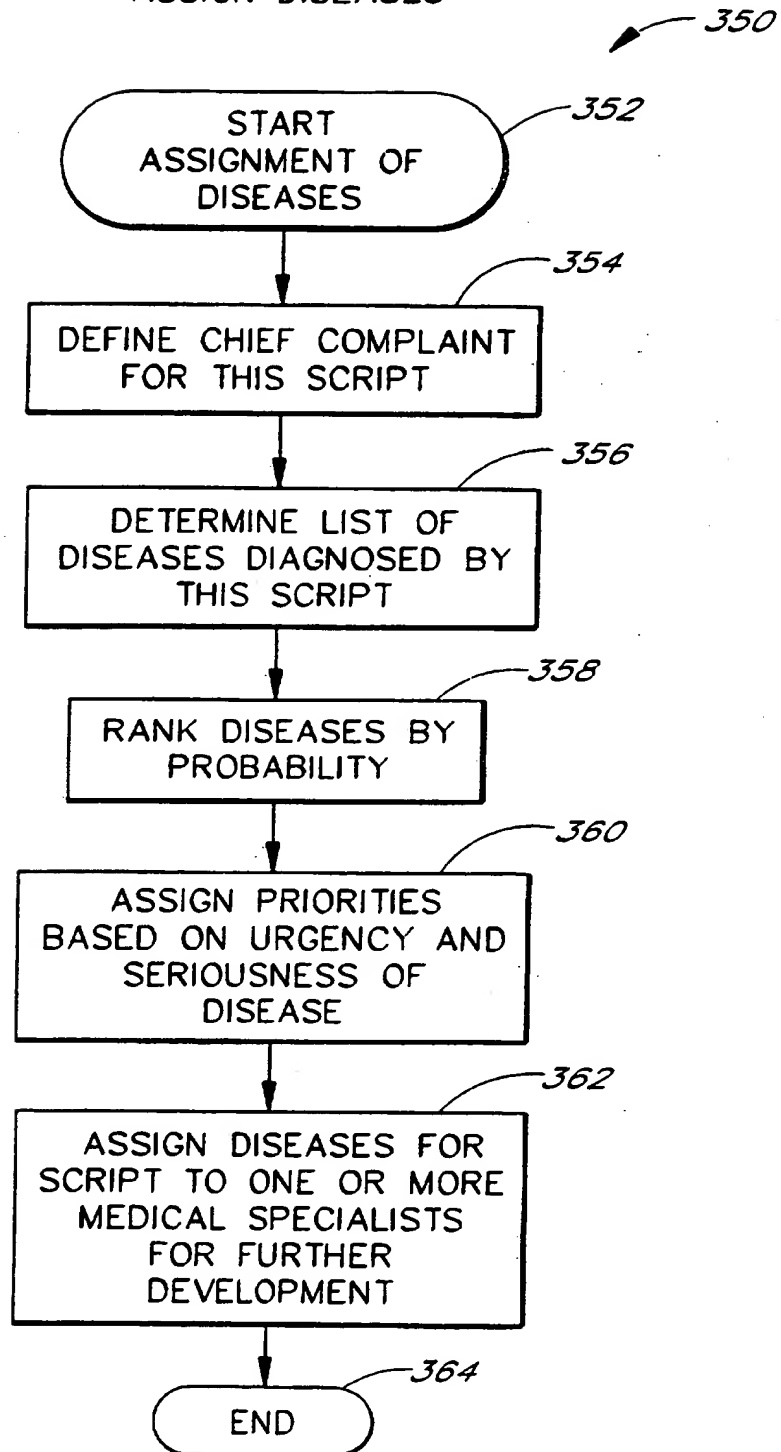 ASSIGN DISEASES
350
START
ASSIGNMENT OF
DISEASES
352
354
DEFINE CHIEF COMPLAINT
FOR THIS SCRIPT
356
DETERMINE LIST OF
DISEASES DIAGNOSED BY
THIS SCRIPT
358
RANK DISEASES BY
PROBABILITY
360
ASSIGN PRIORITIES
BASED ON URGENCY AND
SERIOUSNESS OF
DISEASE
362
ASSIGN DISEASES FOR
SCRIPT TO ONE OR MORE
MEDICAL SPECIALISTS
FOR FURTHER
DEVELOPMENT
364
END